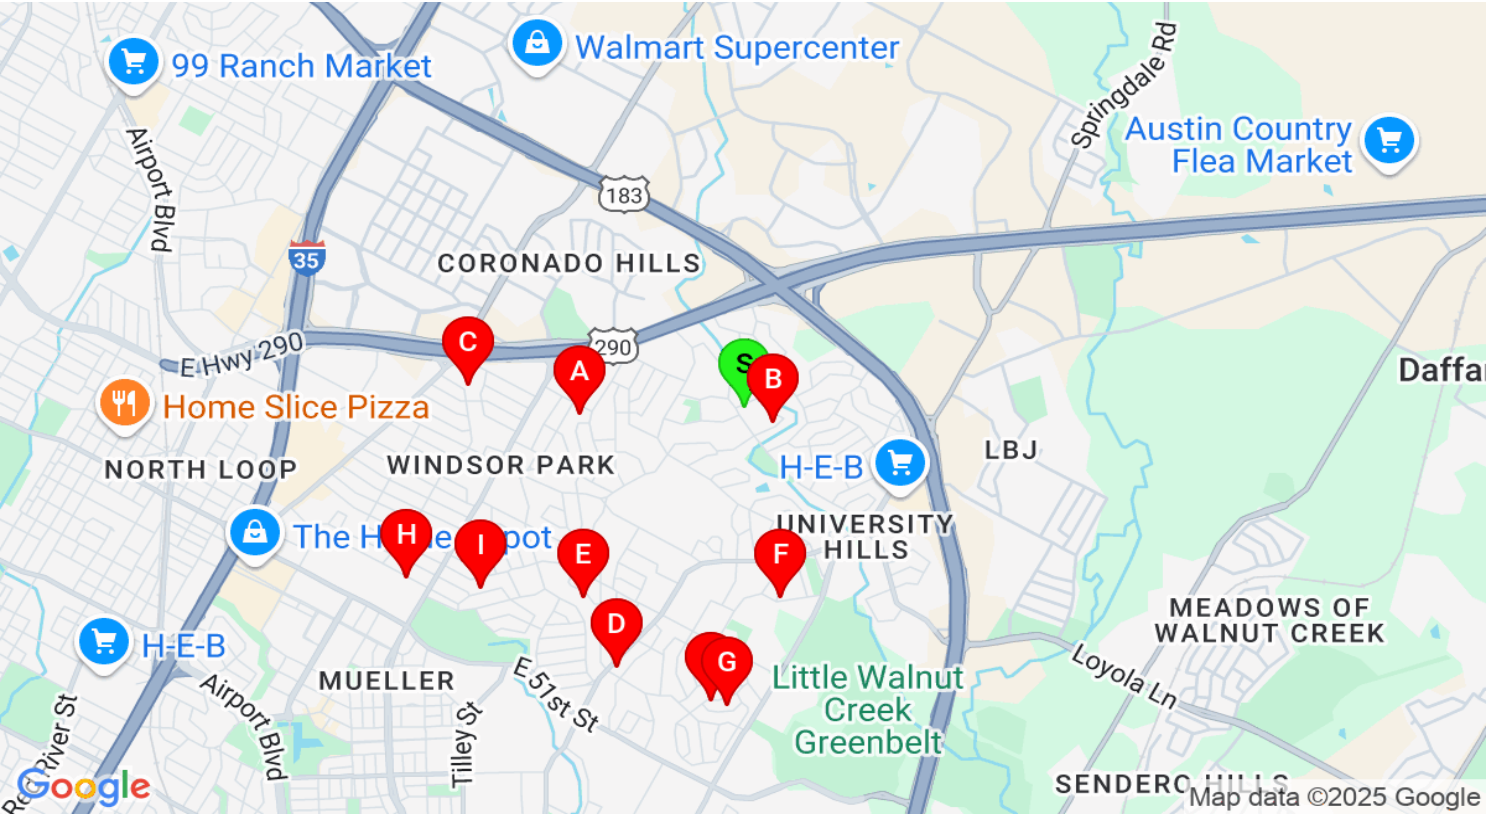 99 Ranch Market
Walmart Supercenter
Springdale Rd
Austin Country
Flea Market
Airport Blvd
183
35
CORONADO HILLS
E Hwy 290
290
C
A
S
B
Daffa
Home Slice Pizza
NORTH LOOP
WINDSOR PARK
H-E-B
LBJ
The H
e
pot
H
I
E
F
UNIVERSITY
HILLS
D
G
MEADOWS OF
WALNUT CREEK
H-E-B
MUELLER
E 51st St
Little Walnut
Creek
Greenbelt
Loyola Ln
Airport Blvd
Tilley St
Red River St
SENDERO HILLS
Google
Map data ©2025 Google